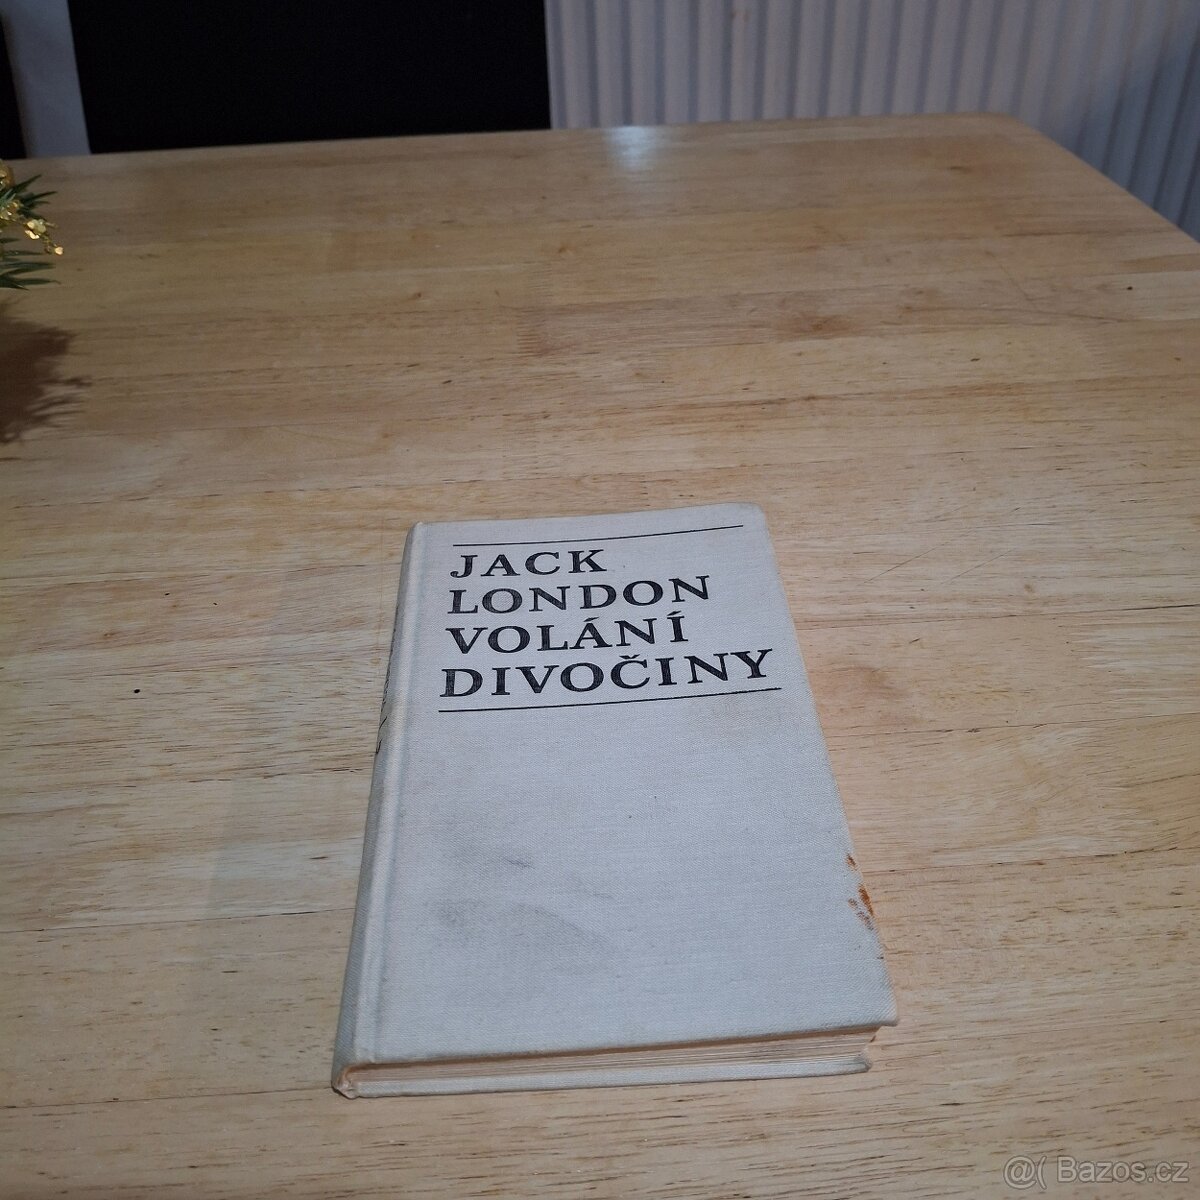 JACK
LONDON
VOLÁNÍ
DIVOČINY
@( Bazos.cz